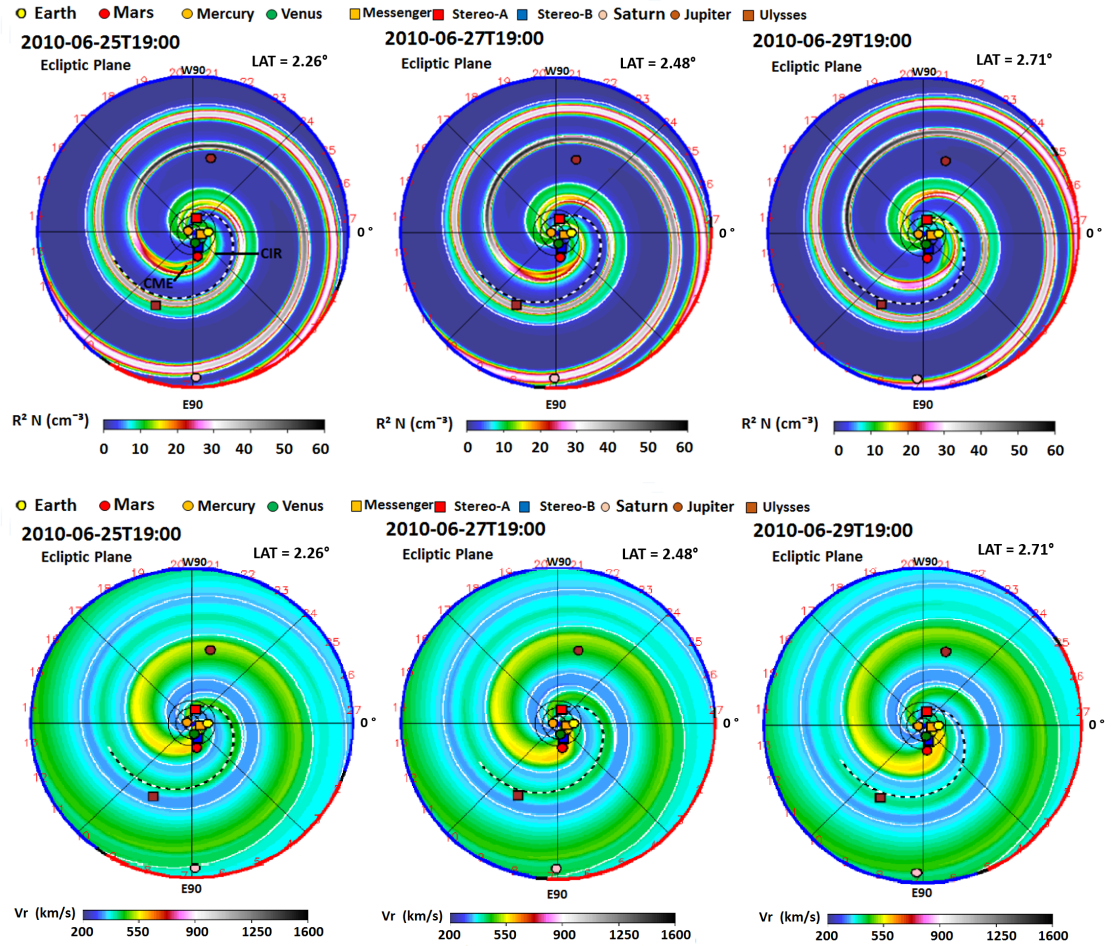 Earth Mars Mercury Venus Messenger Stereo-A Stereo-B Saturn Jupiter Ulysses
2010-06-25T19:00 2010-06-27T19:00 2010-06-29T19:00
Ecliptic Plane LAT = 2.26° Ecliptic Plane LAT = 2.48° Ecliptic Plane LAT = 2.71°
W90 W90 W90
0° 0° 0°
CIR
CME
E90 E90 E90
R² N (cm⁻³) R² N (cm⁻³) R² N (cm⁻³)
0 10 20 30 40 50 60 0 10 20 30 40 50 60 0 10 20 30 40 50 60
Earth Mars Mercury Venus Messenger Stereo-A Stereo-B Saturn Jupiter Ulysses
2010-06-25T19:00 2010-06-27T19:00 2010-06-29T19:00
Ecliptic Plane LAT = 2.26° Ecliptic Plane LAT = 2.48° Ecliptic Plane LAT = 2.71°
W90 W90 W90
0° 0° 0°
E90 E90 E90
Vr (km/s) Vr (km/s) Vr (km/s)
200 550 900 1250 1600 200 550 900 1250 1600 200 550 900 1250 1600